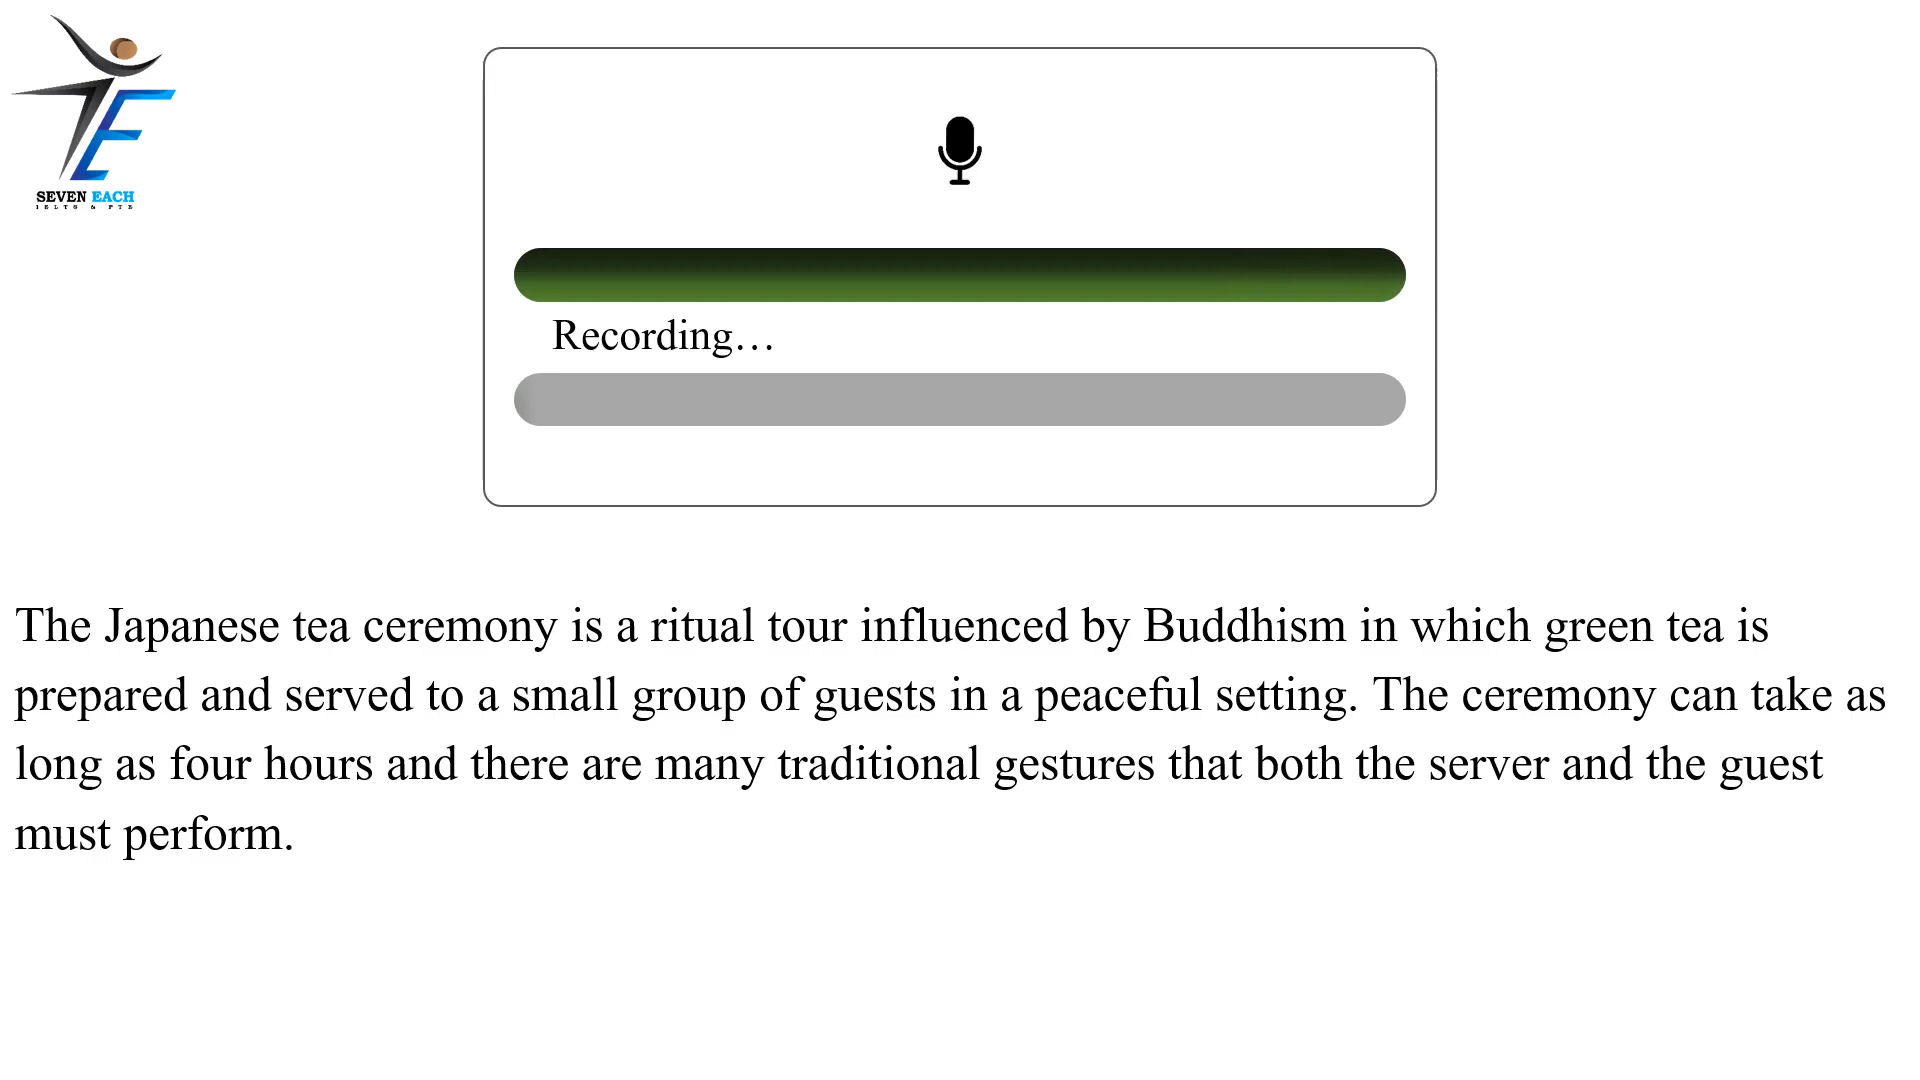 SEVEN EACH
IELTS & PTE
Recording…
The Japanese tea ceremony is a ritual tour influenced by Buddhism in which green tea is
prepared and served to a small group of guests in a peaceful setting. The ceremony can take as
long as four hours and there are many traditional gestures that both the server and the guest
must perform.